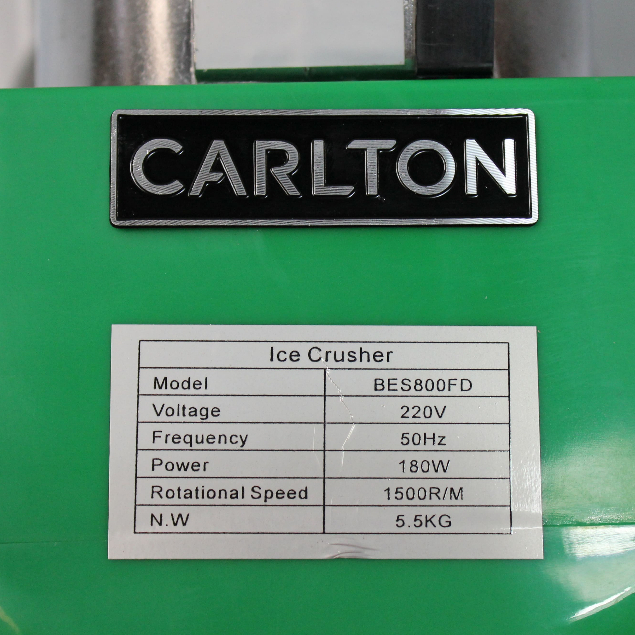 CARLTON
Ice Crusher
Model BES800FD
Voltage 220V
Frequency 50Hz
Power 180W
Rotational Speed 1500R/M
N.W 5.5KG